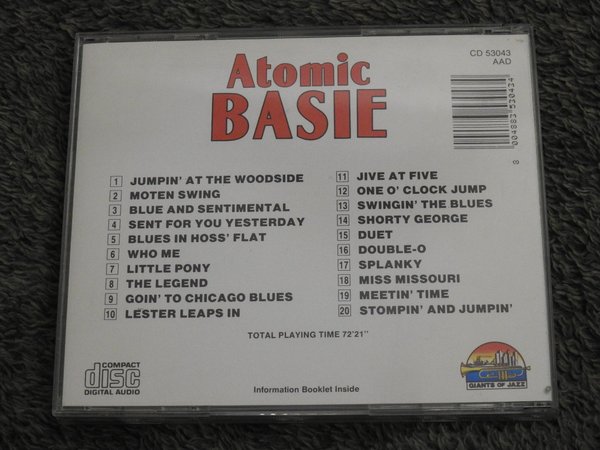 CD 53043
AAD
Atomic
BASIE
8 004883 530434
1 JUMPIN' AT THE WOODSIDE
2 MOTEN SWING
3 BLUE AND SENTIMENTAL
4 SENT FOR YOU YESTERDAY
5 BLUES IN HOSS' FLAT
6 WHO ME
7 LITTLE PONY
8 THE LEGEND
9 GOIN' TO CHICAGO BLUES
10 LESTER LEAPS IN
11 JIVE AT FIVE
12 ONE O' CLOCK JUMP
13 SWINGIN' THE BLUES
14 SHORTY GEORGE
15 DUET
16 DOUBLE-O
17 SPLANKY
18 MISS MISSOURI
19 MEETIN' TIME
20 STOMPIN' AND JUMPIN'
TOTAL PLAYING TIME 72'21"
COMPACT
disc
DIGITAL AUDIO
Information Booklet Inside
GIANTS OF JAZZ